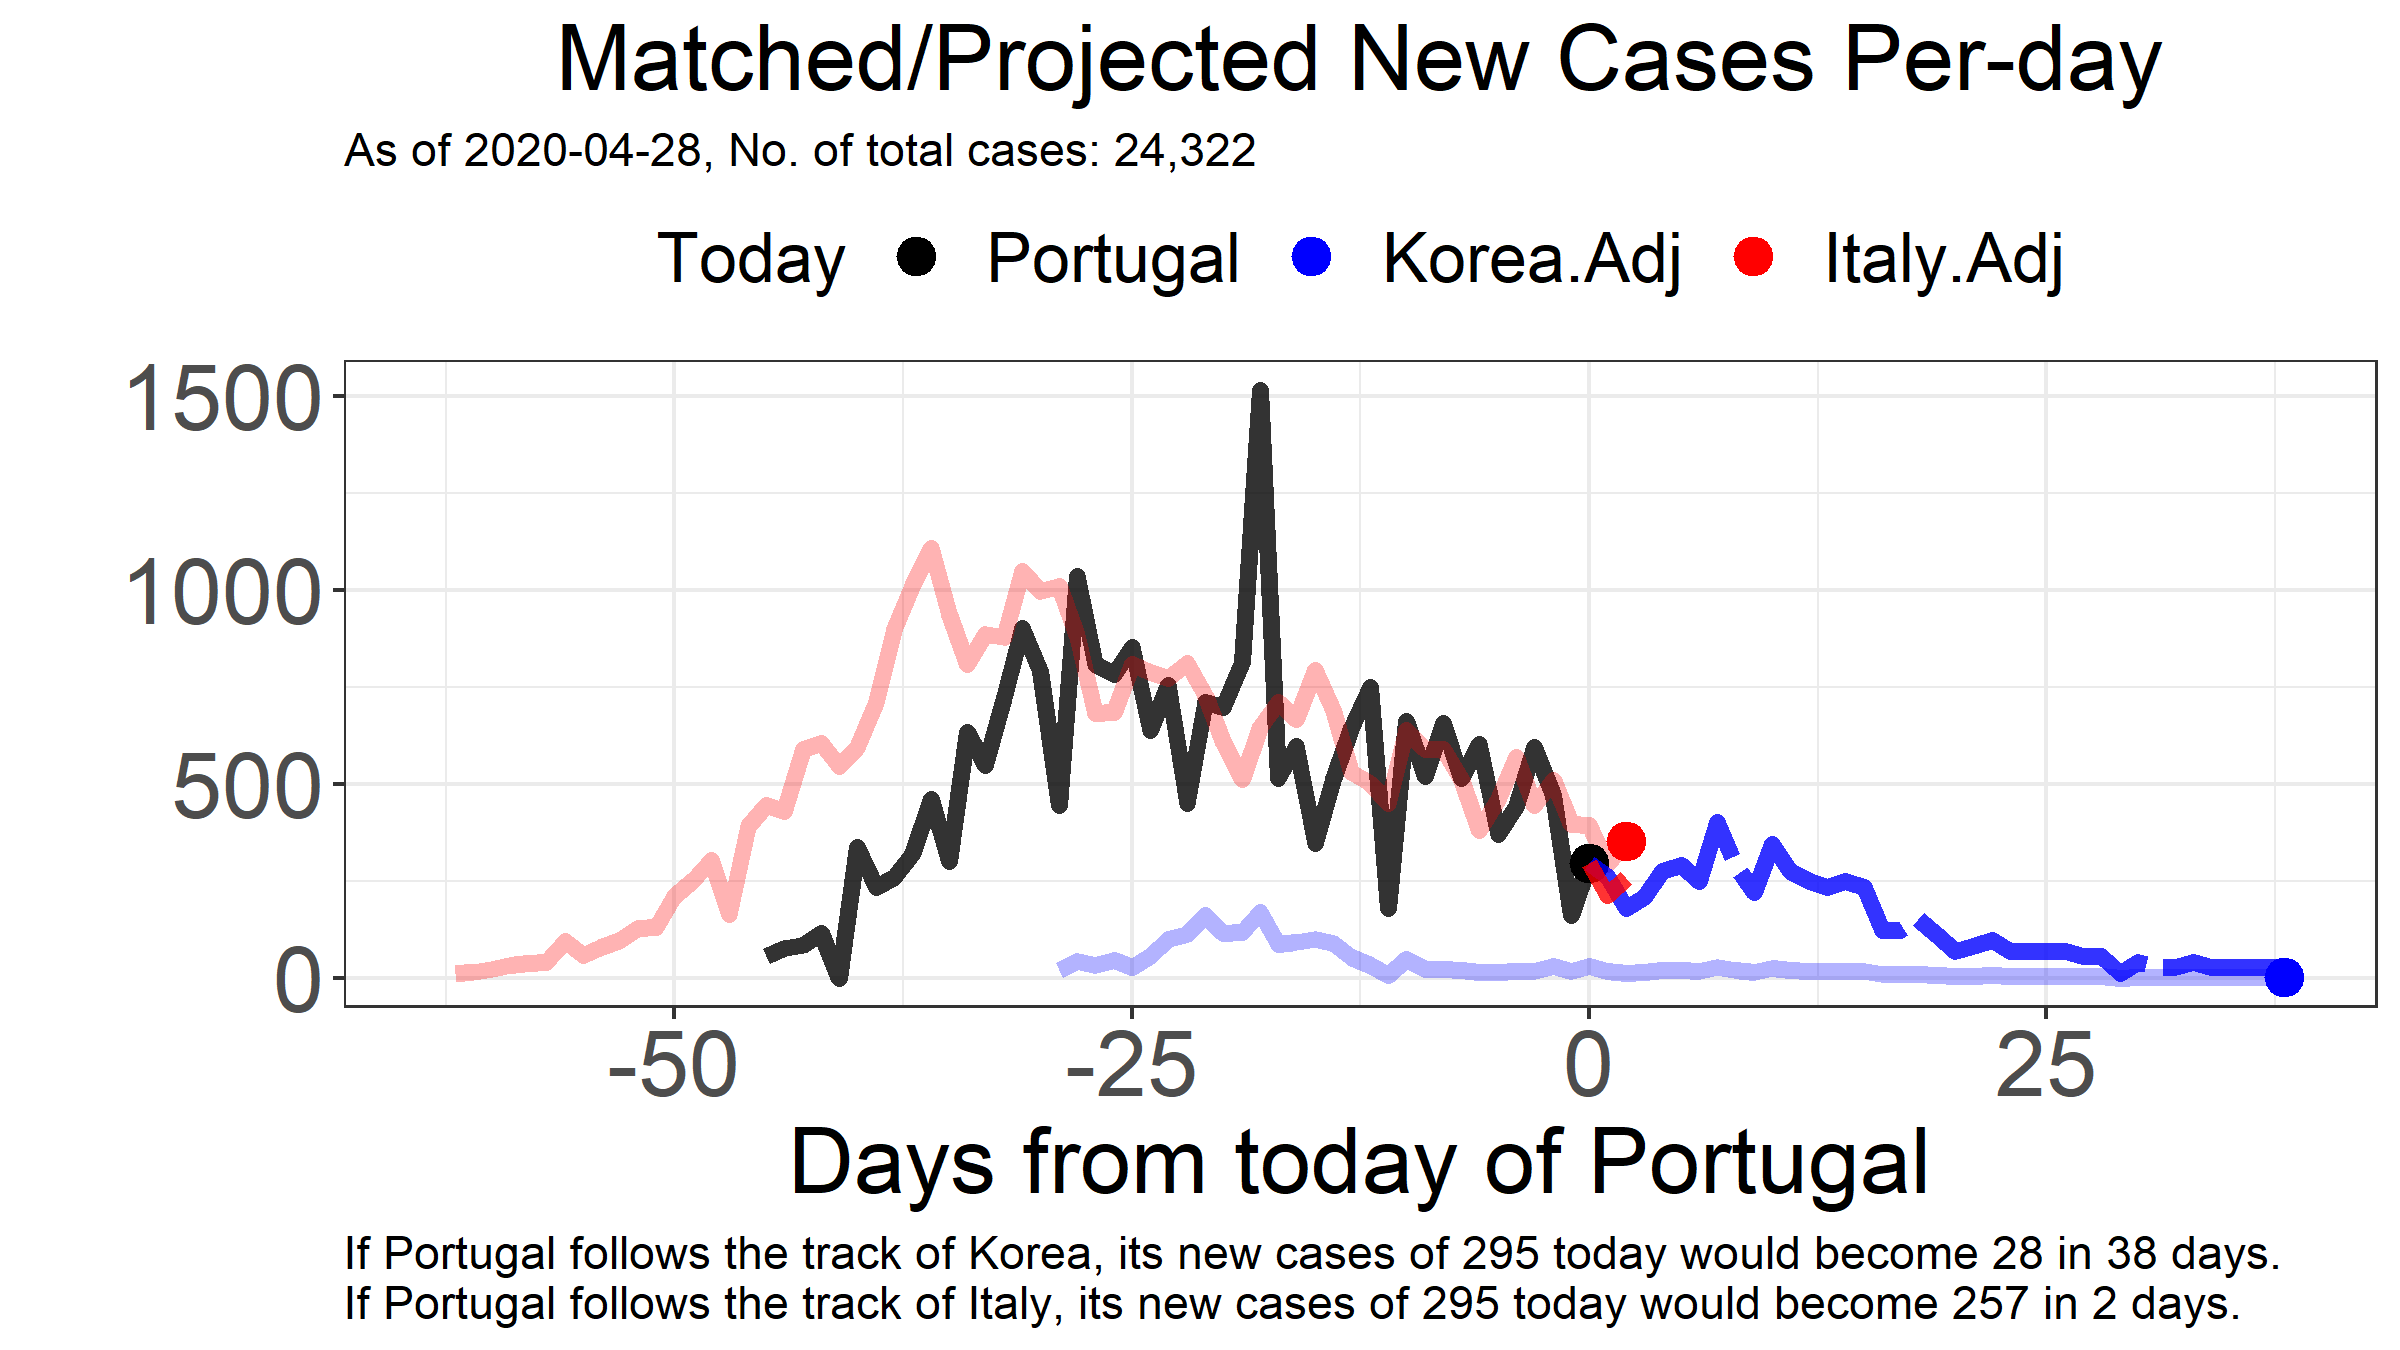 Matched/Projected New Cases Per-day
As of 2020-04-28, No. of total cases: 24,322
Today Portugal Korea.Adj Italy.Adj
1500
1000
500
0
-50 -25 0 25
Days from today of Portugal
If Portugal follows the track of Korea, its new cases of 295 today would become 28 in 38 days.
If Portugal follows the track of Italy, its new cases of 295 today would become 257 in 2 days.